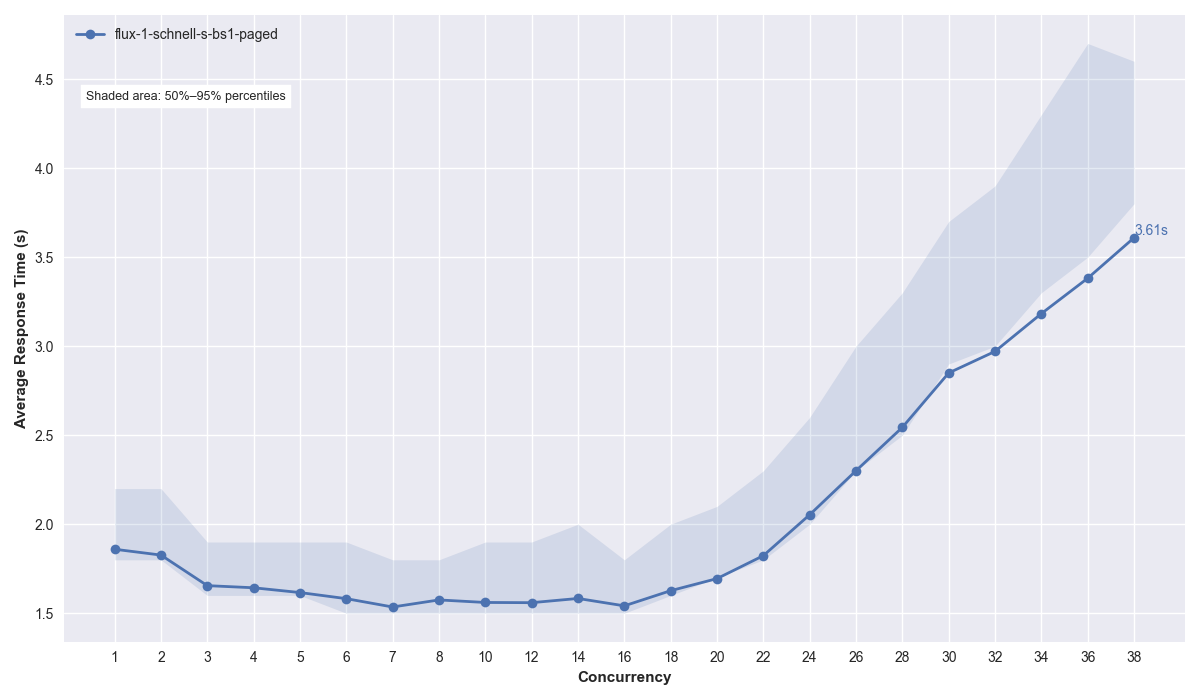 flux-1-schnell-s-bs1-paged
Shaded area: 50%–95% percentiles
4.5
4.0
3.5
3.0
2.5
2.0
1.5
Average Response Time (s)
3.61s
1 2 3 4 5 6 7 8 10 12 14 16 18 20 22 24 26 28 30 32 34 36 38
Concurrency